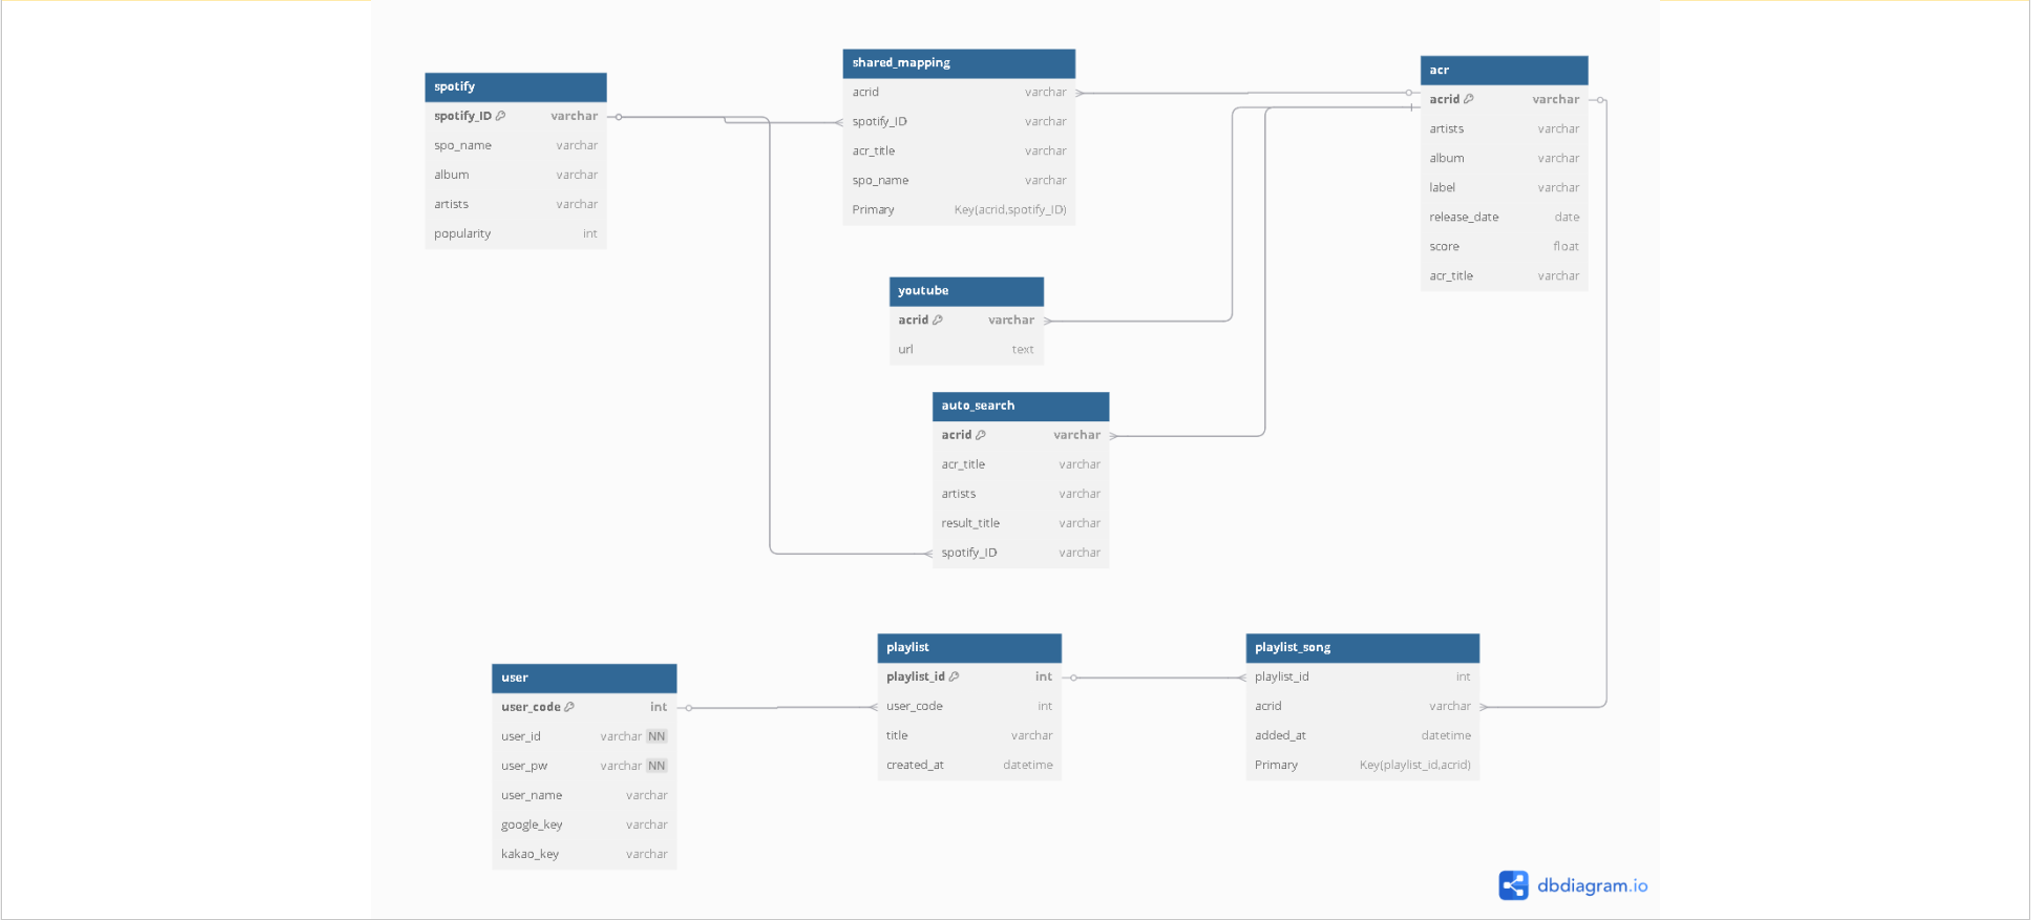 spotify
spotify_ID varchar
spo_name varchar
album varchar
artists varchar
popularity int
shared_mapping
acrid varchar
spotify_ID varchar
acr_title varchar
spo_name varchar
Primary Key(acrid,spotify_ID)
acr
acrid varchar
artists varchar
album varchar
label varchar
release_date date
score float
acr_title varchar
youtube
acrid varchar
url text
auto_search
acrid varchar
acr_title varchar
artists varchar
result_title varchar
spotify_ID varchar
user
user_code int
user_id varchar NN
user_pw varchar NN
user_name varchar
google_key varchar
kakao_key varchar
playlist
playlist_id int
user_code int
title varchar
created_at datetime
playlist_song
playlist_id int
acrid varchar
added_at datetime
Primary Key(playlist_id,acrid)
dbdiagram.io